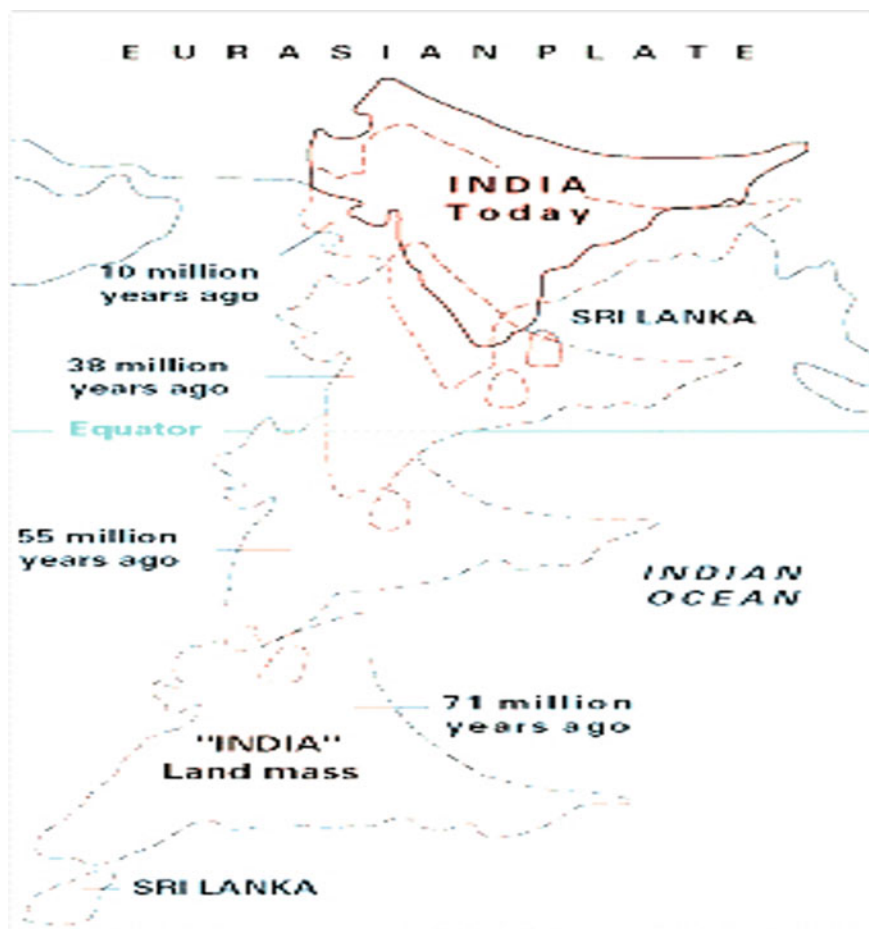 EURASIAN PLATE
INDIA
Today
10 million
years ago
SRI LANKA
38 million
years ago
Equator
55 million
years ago
INDIAN
OCEAN
71 million
years ago
"INDIA"
Land mass
SRI LANKA